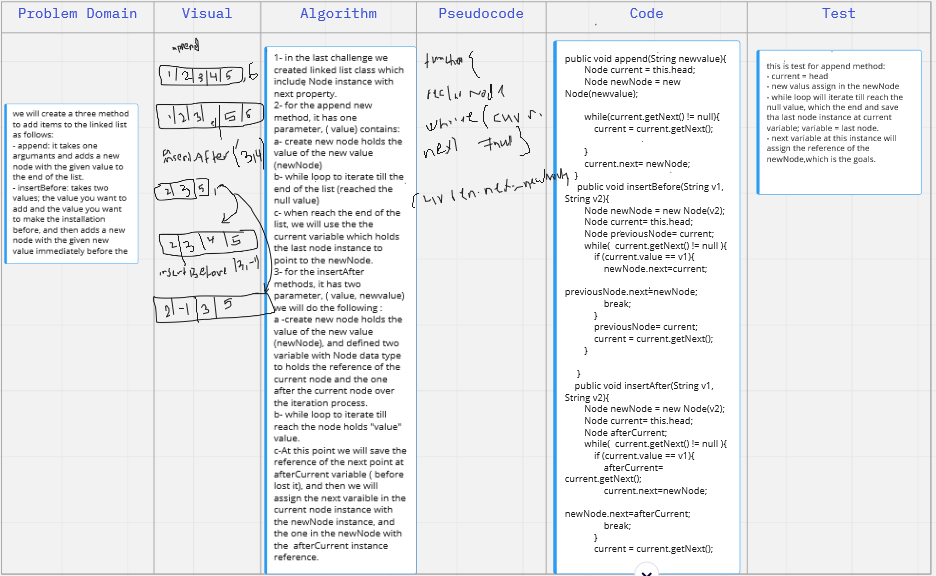 Problem Domain
Visual
Algorithm
Pseudocode
Code
Test
we will create a three method
to add items to the linked list
as follows:
- append: it takes one
argumants and adds a new
node with the given value to
the end of the list.
- insertBefore: takes two
values; the value you want to
add and the value you want
to make the installation
before, and then adds a new
node with the given new
value immediately before the
append
1 2 3 4 5, 6
1 2 3 4 5 6
insertAfter (3,4)
2 3 5
2 3 4 5
insertBefore (3,-1)
2 -1 3 5
1- in the last challenge we
created linked list class which
include Node instance with
next property.
2- for the append new
method, it has one
parameter, ( value) contains:
a- create new node holds the
value of the new value
(newNode)
b- while loop to iterate till the
end of the list (reached the
null value)
c- when reach the end of the
list, we will use the the
current variable which holds
the last node instance to
point to the newNode.
3- for the insertAfter
methods, it has two
parameter, ( value, newvalue)
we will do the following :
a -create new node holds the
value of the new value
(newNode), and defined two
variable with Node data type
to holds the reference of the
current node and the one
after the current node over
the iteration process.
b- while loop to iterate till
reach the node holds "value"
value.
c-At this point we will save the
reference of the next point at
afterCurrent variable ( before
lost it), and then we will
assign the next varaible in the
current node instance with
the newNode instance, and
the one in the newNode with
the afterCurrent instance
reference.
while (curr.
next
public void append(String newvalue){
Node current = this.head;
Node newNode = new
Node(newvalue);
while(current.getNext() != null){
current = current.getNext();
}
current.next= newNode;
}
public void insertBefore(String v1,
String v2){
Node newNode = new Node(v2);
Node current= this.head;
Node previousNode= current;
while( current.getNext() != null ){
if (current.value == v1){
newNode.next=current;
previousNode.next=newNode;
break;
}
previousNode= current;
current = current.getNext();
}
}
public void insertAfter(String v1,
String v2){
Node newNode = new Node(v2);
Node current= this.head;
Node afterCurrent;
while( current.getNext() != null ){
if (current.value == v1){
afterCurrent=
current.getNext();
current.next=newNode;
newNode.next=afterCurrent;
break;
}
current = current.getNext();
this is test for append method:
- current = head
- new valus assign in the newNode
- while loop will iterate till reach the
null value, which the end and save
tha last node instance at current
variable; variable = last node.
- next variable at this instance will
assign the reference of the
newNode,which is the goals.